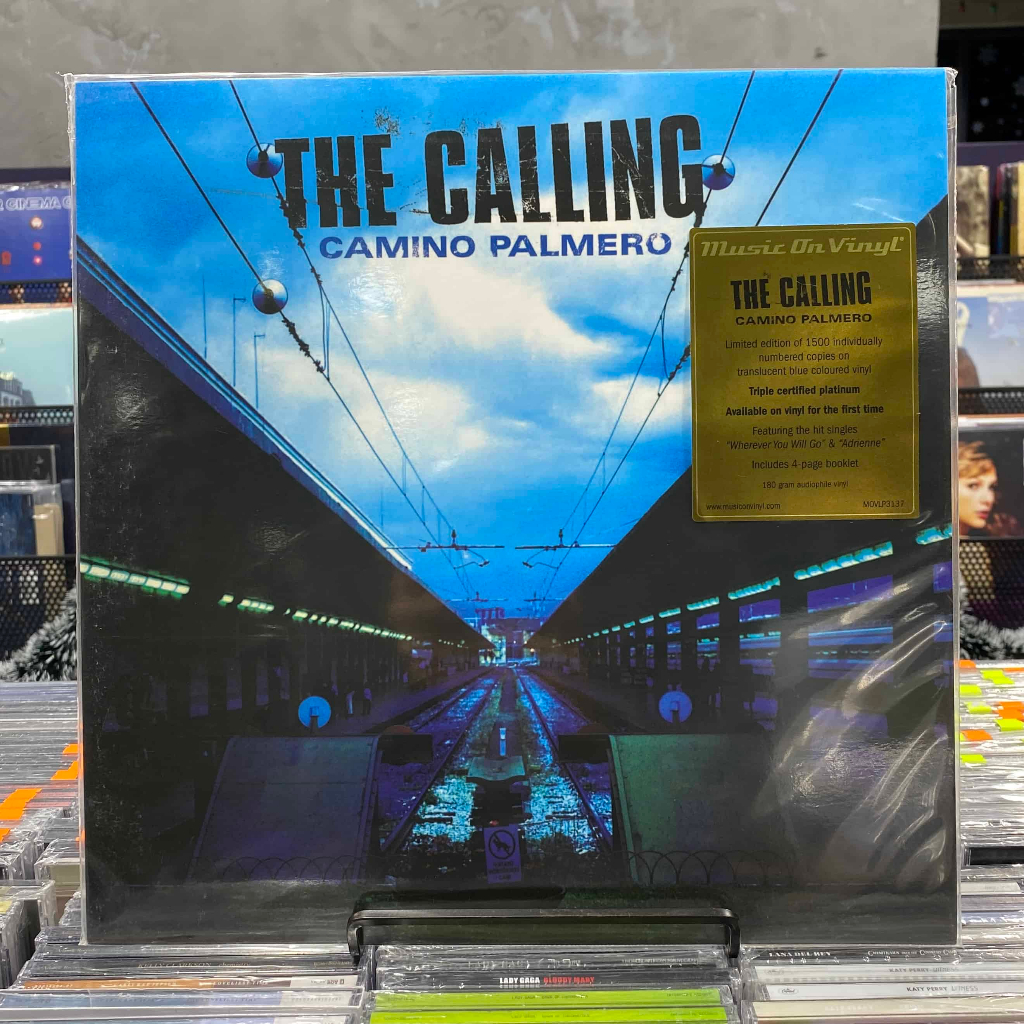 THE CALLING
CAMINO PALMERO
Music On Vinyl
THE CALLING
CAMINO PALMERO
Limited edition of 1500 individually
numbered copies on
translucent blue coloured vinyl
Triple certified platinum
Available on vinyl for the first time
Featuring the hit singles
"Wherever You Will Go" & "Adrienne"
Includes 4-page booklet
180 gram audiophile vinyl
www.musiconvinyl.com MOVLP3137
LANA DEL REY
LADY GAGA BLOODY MARY
KATY PERRY
KATY PERRY